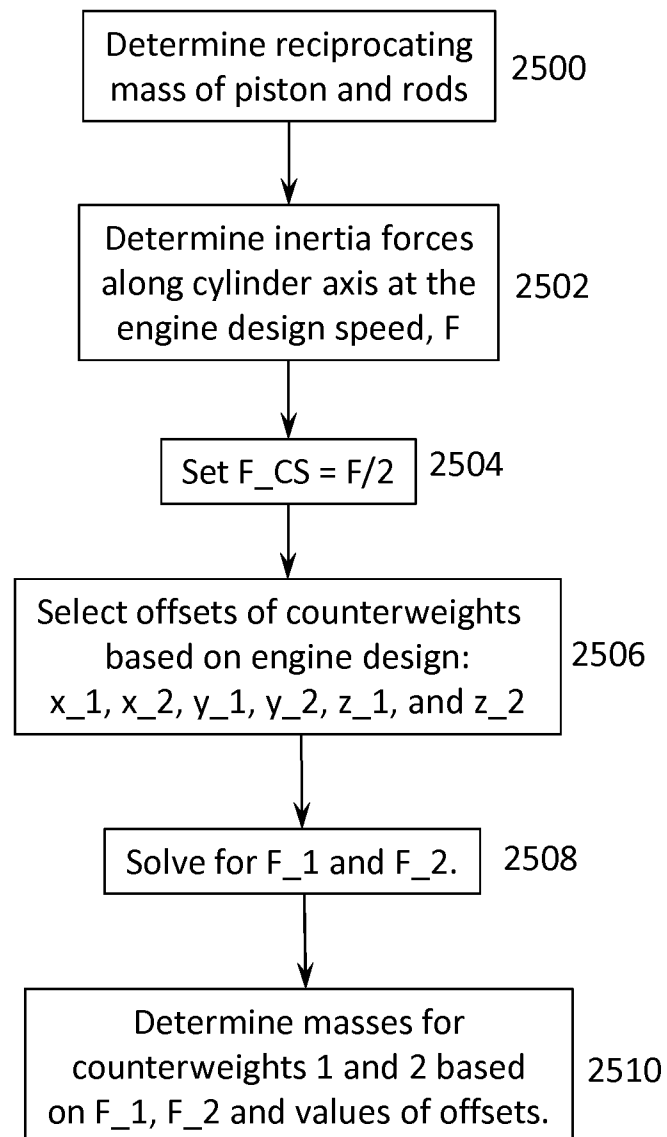 Determine reciprocating
mass of piston and rods
2500
Determine inertia forces
along cylinder axis at the
engine design speed, F
2502
Set F_CS = F/2
2504
Select offsets of counterweights
based on engine design:
x_1, x_2, y_1, y_2, z_1, and z_2
2506
Solve for F_1 and F_2.
2508
Determine masses for
counterweights 1 and 2 based
on F_1, F_2 and values of offsets.
2510